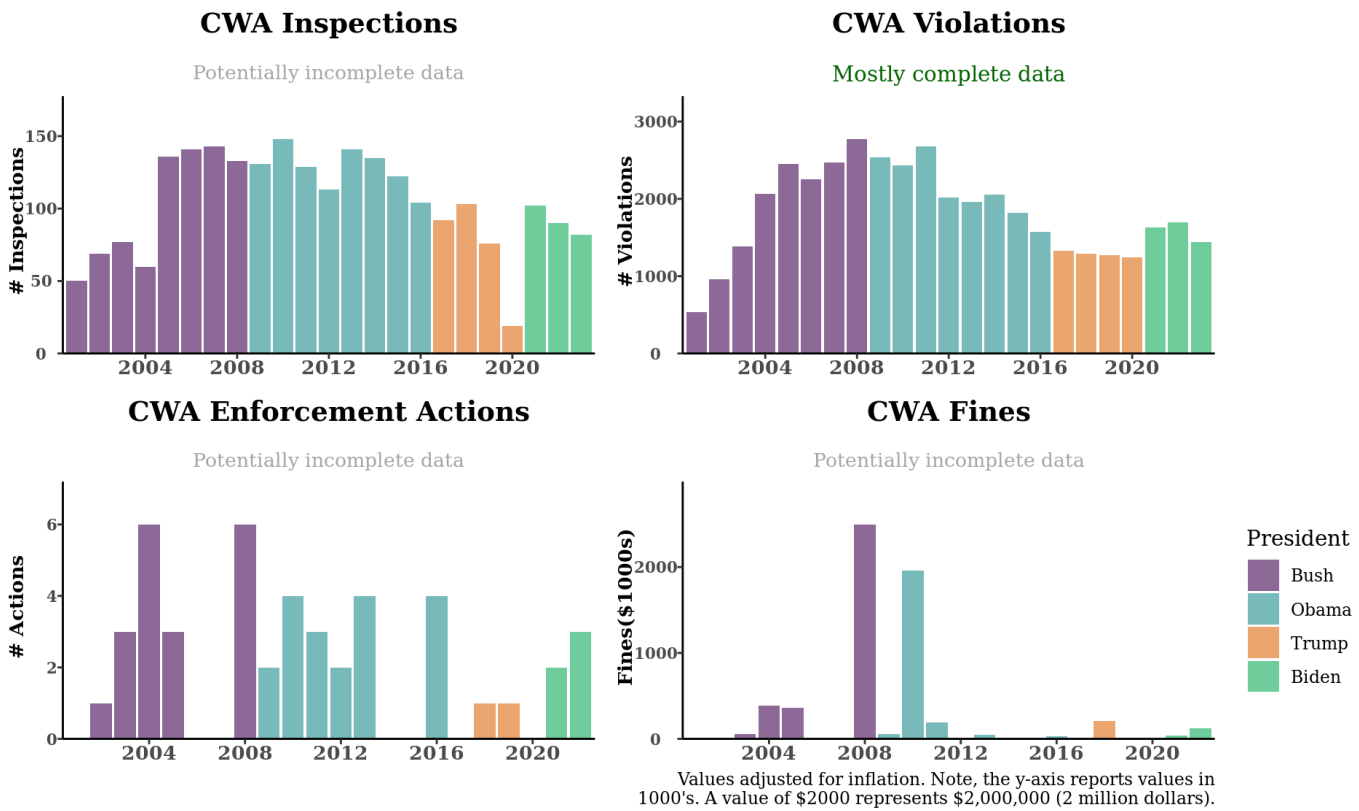 CWA Inspections
Potentially incomplete data
# Inspections
150
100
50
0
2004 2008 2012 2016 2020
CWA Violations
Mostly complete data
# Violations
3000
2000
1000
0
2004 2008 2012 2016 2020
CWA Enforcement Actions
Potentially incomplete data
# Actions
6
4
2
0
2004 2008 2012 2016 2020
CWA Fines
Potentially incomplete data
Fines($1000s)
2000
1000
0
2004 2008 2012 2016 2020
President
Bush
Obama
Trump
Biden
Values adjusted for inflation. Note, the y-axis reports values in
1000's. A value of $2000 represents $2,000,000 (2 million dollars).